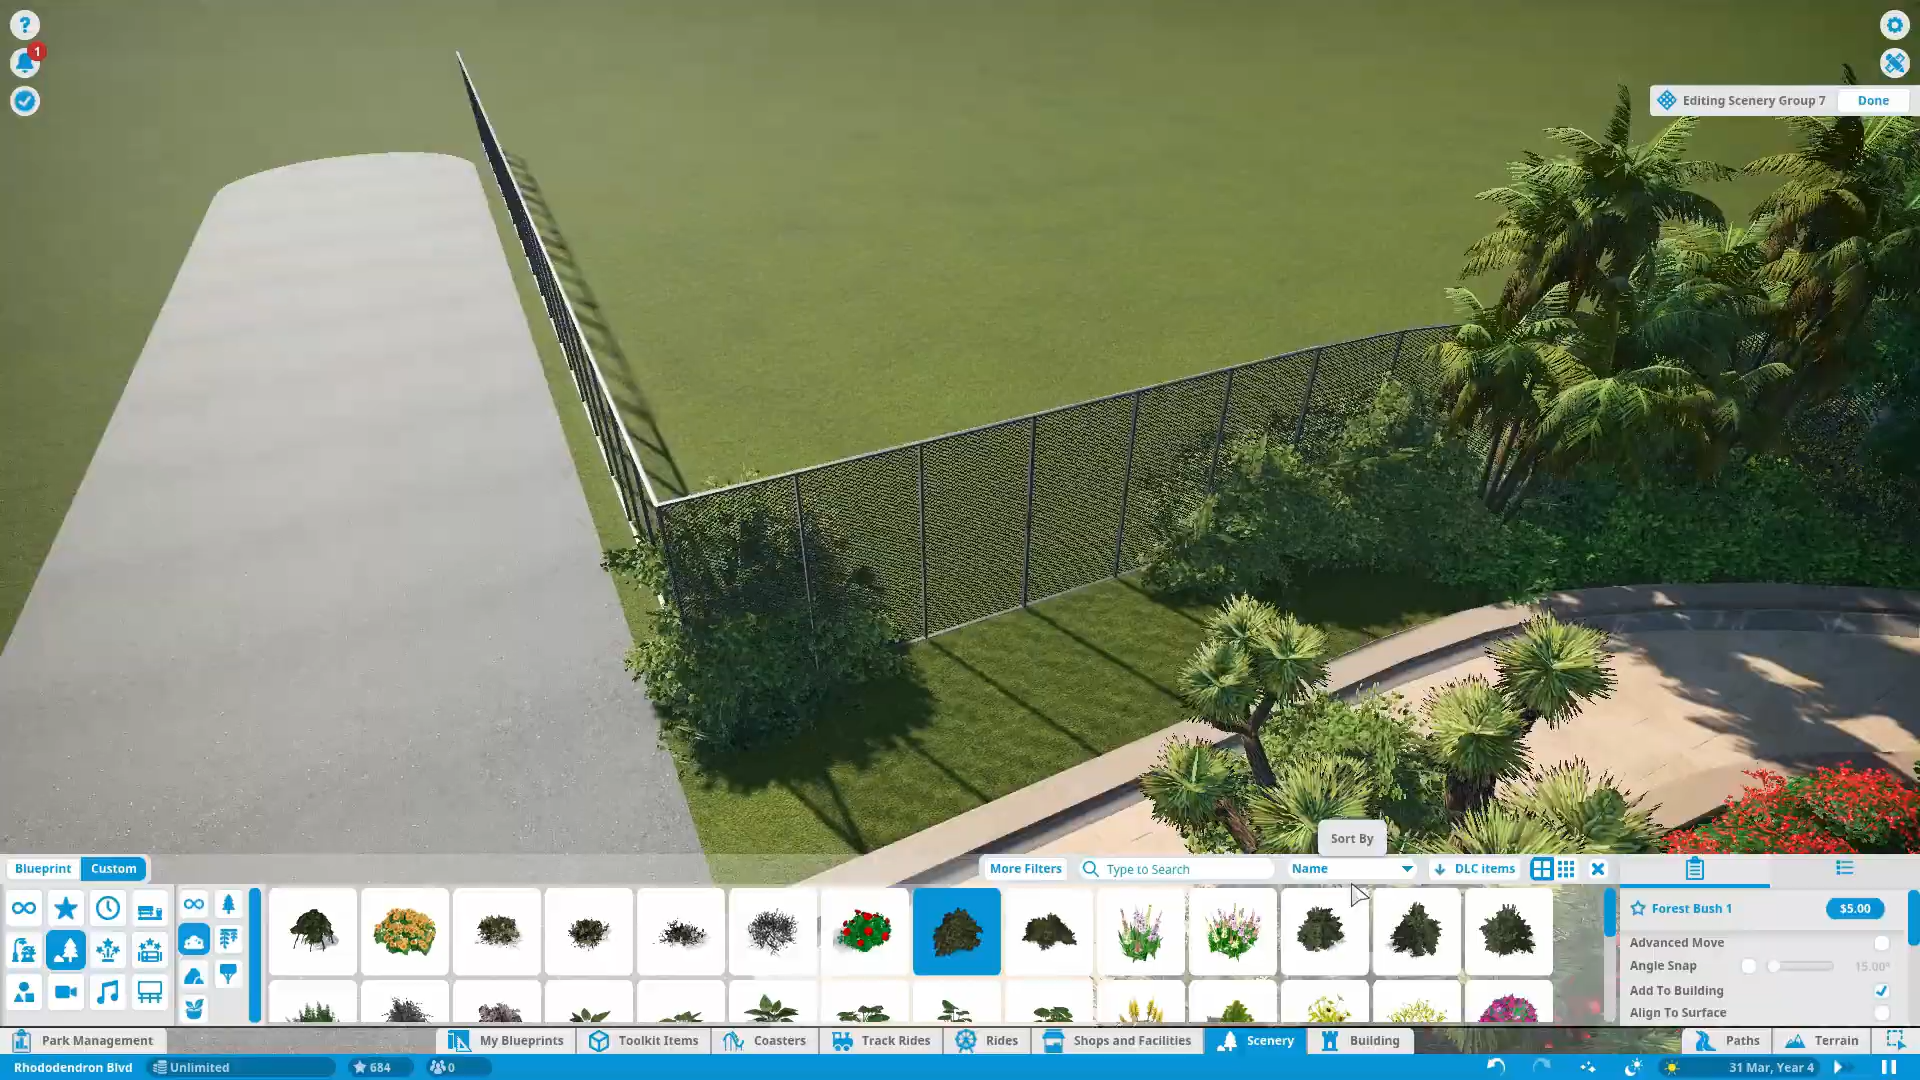 ?
1
Editing Scenery Group 7
Done
Sort By
Blueprint
Custom
More Filters
Type to Search
Name
DLC items
Forest Bush 1
$5.00
Advanced Move
Angle Snap
15.00°
Add To Building
Align To Surface
Park Management
My Blueprints
Toolkit Items
Coasters
Track Rides
Rides
Shops and Facilities
Scenery
Building
Paths
Terrain
Rhododendron Blvd
Unlimited
684
0
31 Mar, Year 4